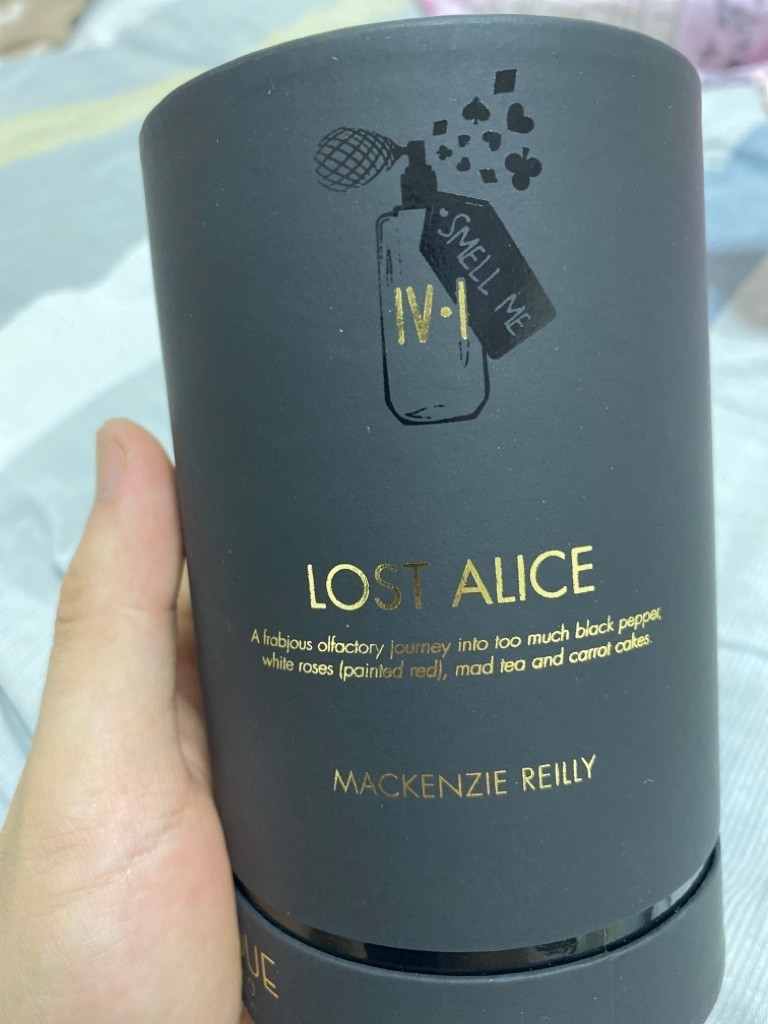 SMELL ME
IV•I
LOST ALICE
A frabjous olfactory journey into too much black pepper,
white roses (painted red), mad tea and carrot cakes.
MACKENZIE REILLY
UE